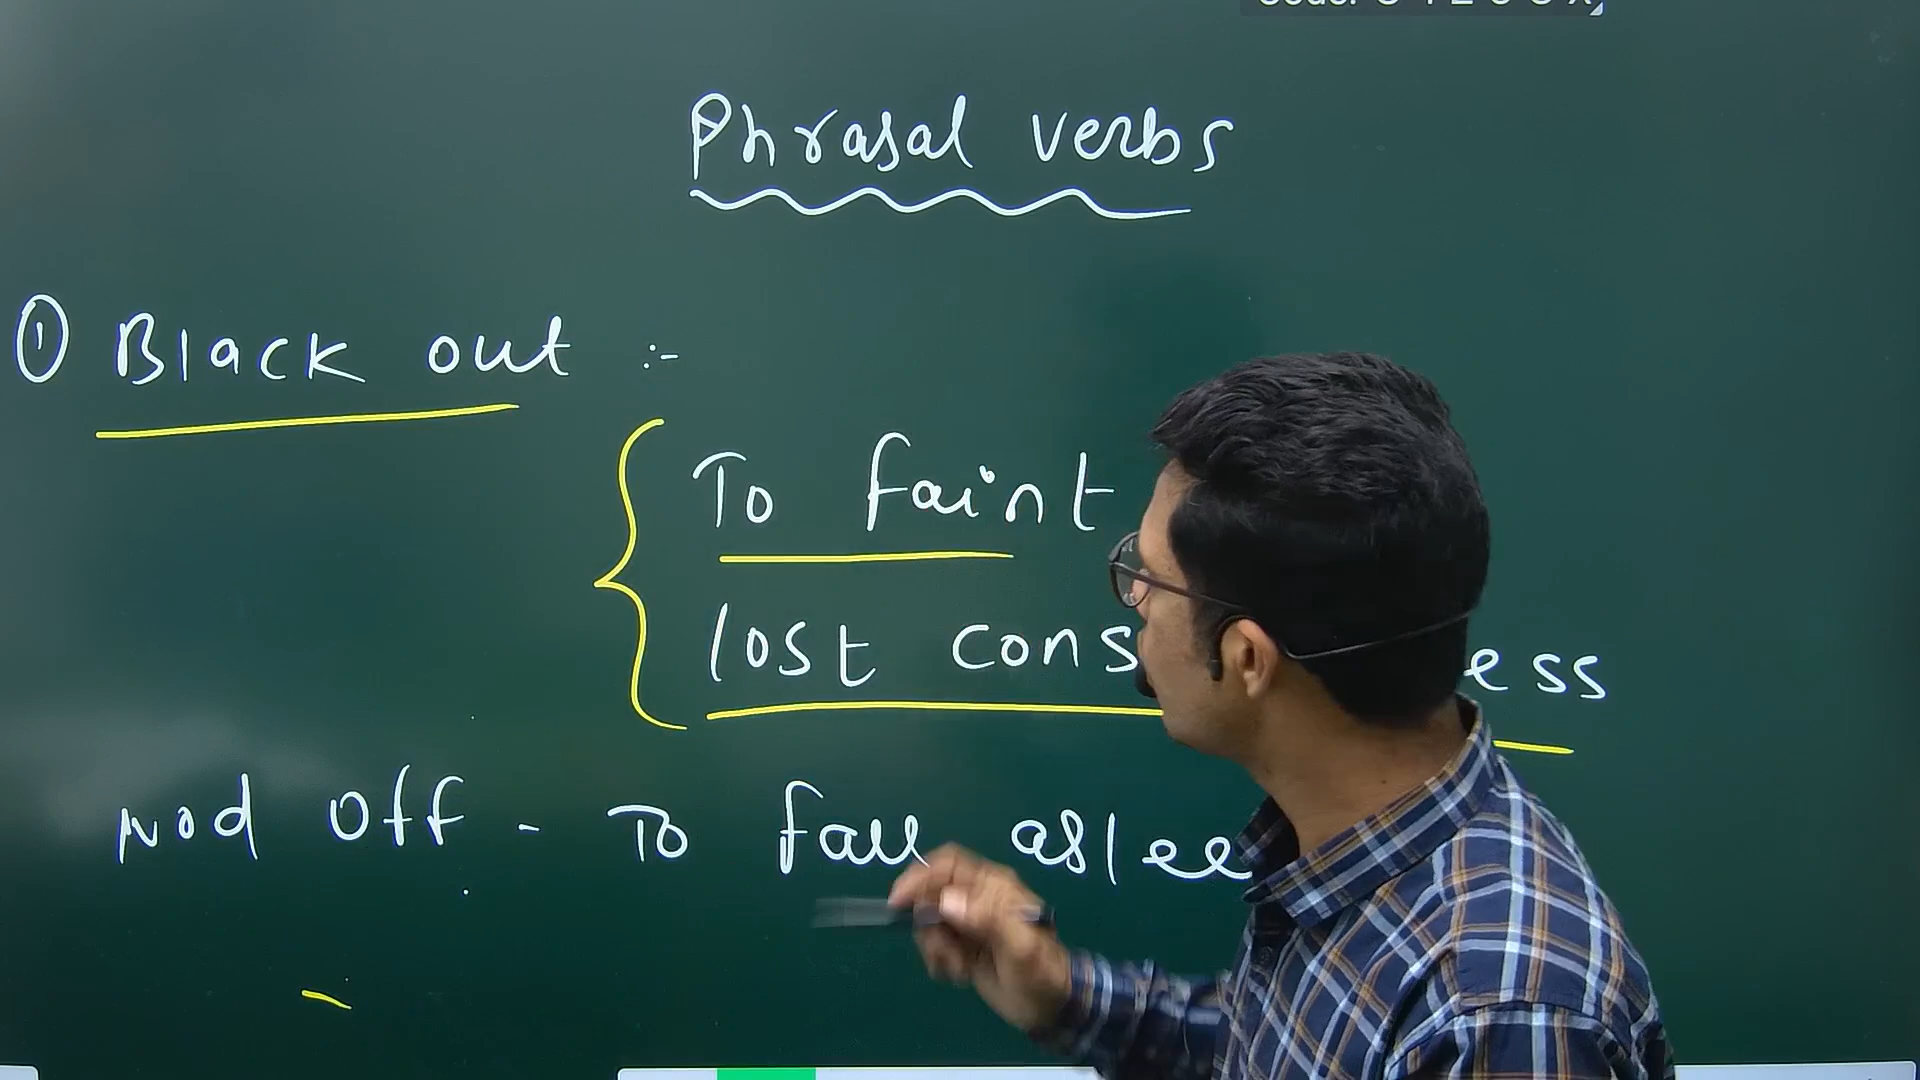 Phrasal verbs
① Black out :-
To faint
lost cons ess
Nod off - To fall aslee